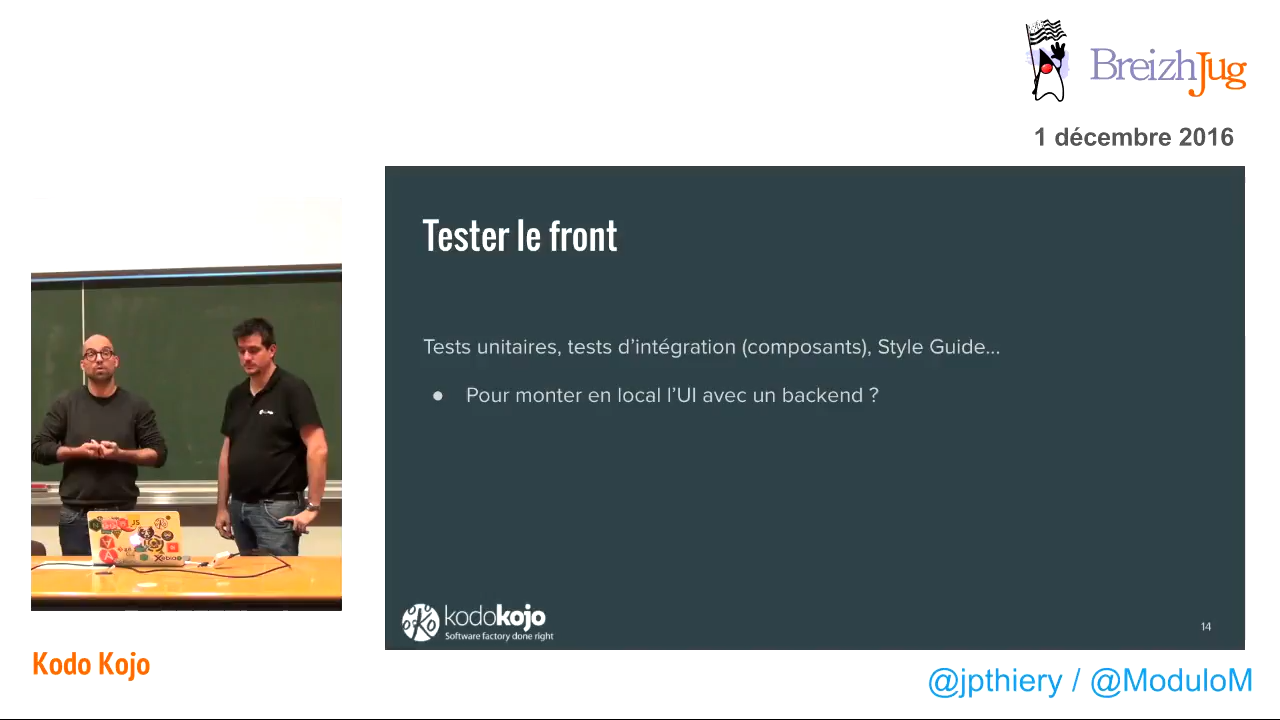 BreizhJug
1 décembre 2016
Tester le front
Tests unitaires, tests d'intégration (composants), Style Guide...
● Pour monter en local l'UI avec un backend ?
kodokojo
Software factory done right
14
Kodo Kojo
@jpthiery / @ModuloM